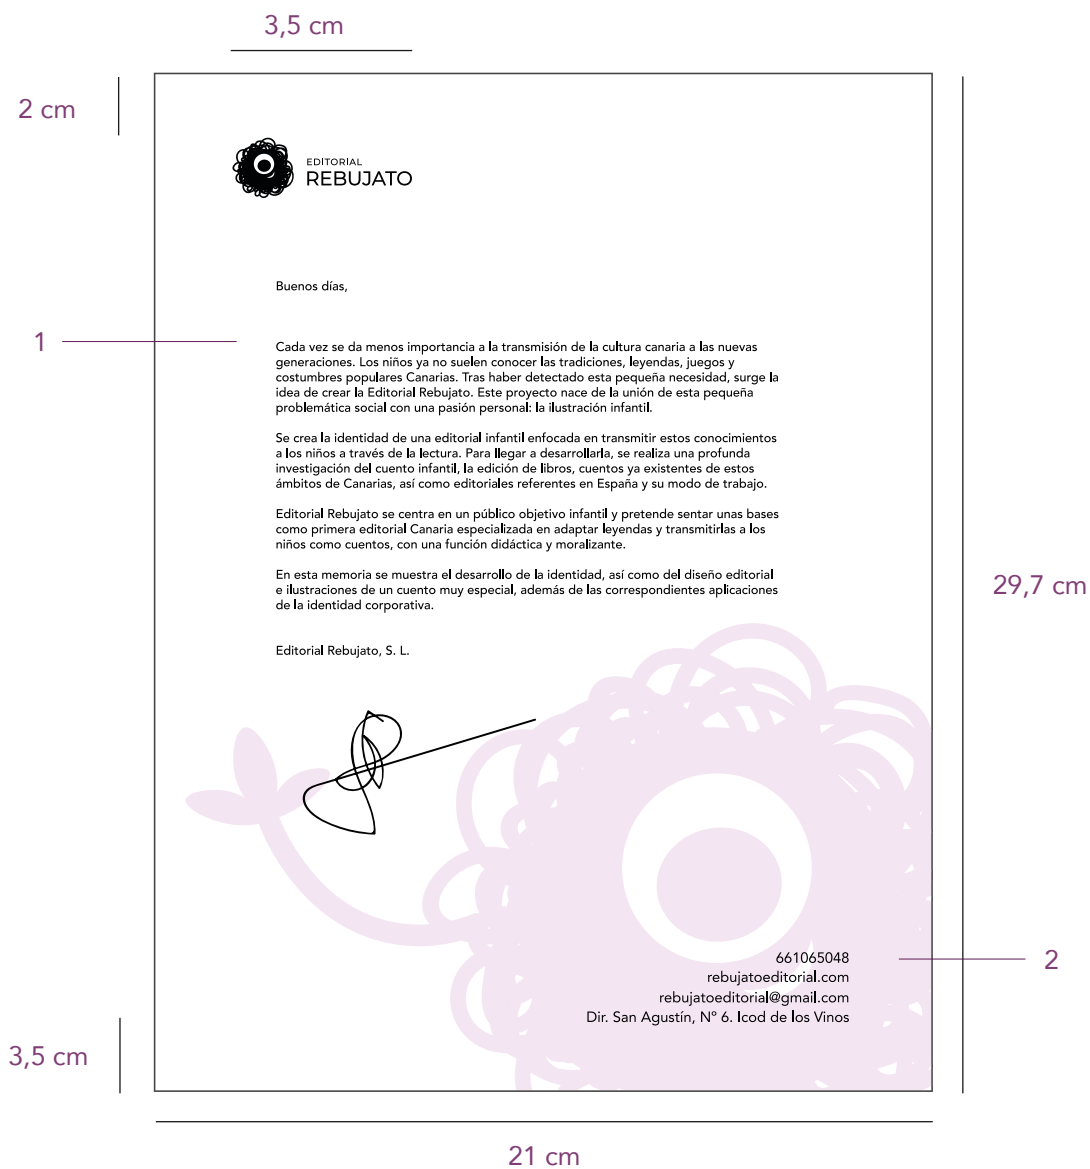 3,5 cm
2 cm
EDITORIAL
REBUJATO
Buenos días,
1
Cada vez se da menos importancia a la transmisión de la cultura canaria a las nuevas
generaciones. Los niños ya no suelen conocer las tradiciones, leyendas, juegos y
costumbres populares Canarias. Tras haber detectado esta pequeña necesidad, surge la
idea de crear la Editorial Rebujato. Este proyecto nace de la unión de esta pequeña
problemática social con una pasión personal: la ilustración infantil.
Se crea la identidad de una editorial infantil enfocada en transmitir estos conocimientos
a los niños a través de la lectura. Para llegar a desarrollarla, se realiza una profunda
investigación del cuento infantil, la edición de libros, cuentos ya existentes de estos
ámbitos de Canarias, así como editoriales referentes en España y su modo de trabajo.
Editorial Rebujato se centra en un público objetivo infantil y pretende sentar unas bases
como primera editorial Canaria especializada en adaptar leyendas y transmitirlas a los
niños como cuentos, con una función didáctica y moralizante.
En esta memoria se muestra el desarrollo de la identidad, así como del diseño editorial
e ilustraciones de un cuento muy especial, además de las correspondientes aplicaciones
de la identidad corporativa.
29,7 cm
Editorial Rebujato, S. L.
661065048
2
rebujatoeditorial.com
rebujatoeditorial@gmail.com
Dir. San Agustín, Nº 6. Icod de los Vinos
3,5 cm
21 cm